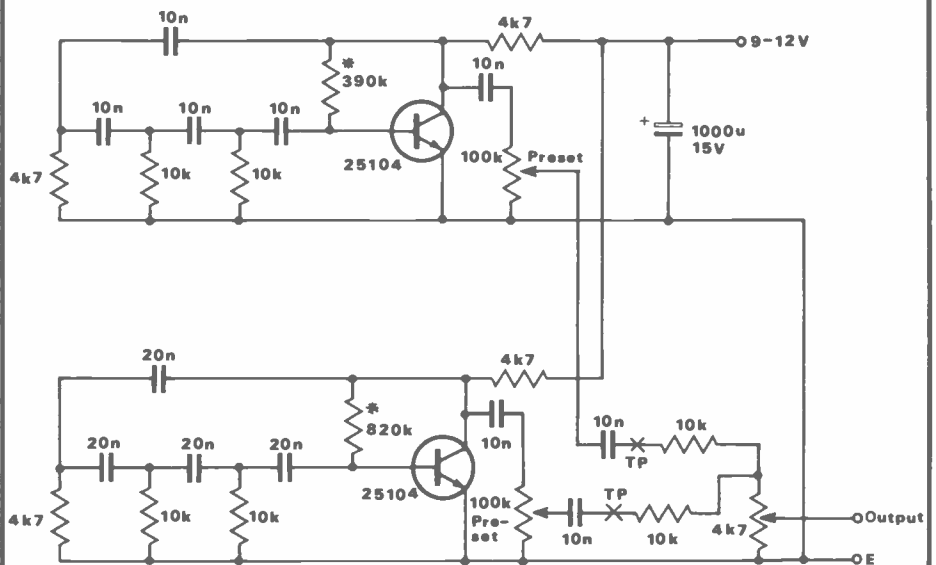 10n
4k7
9-12V
*
390k
10n
10n
10n
10n
+
1000u
15V
25104
100k
Preset
4k7
10k
10k
20n
4k7
*
820k
10n
10k
20n
20n
20n
10n
TP
25104
100k
Pre-
set
TP
4k7
10k
10k
10n
10k
4k7
Output
E